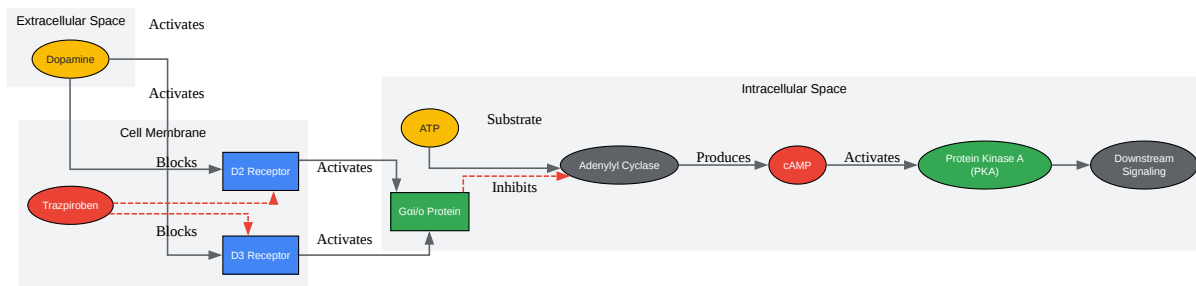 Extracellular Space
Activates
Dopamine
Activates
Intracellular Space
Cell Membrane
ATP
Substrate
Blocks
D2 Receptor
Activates
Adenylyl Cyclase
Produces
cAMP
Activates
Protein Kinase A
(PKA)
Downstream
Signaling
Inhibits
Trazpiroben
Gαi/o Protein
Blocks
D3 Receptor
Activates